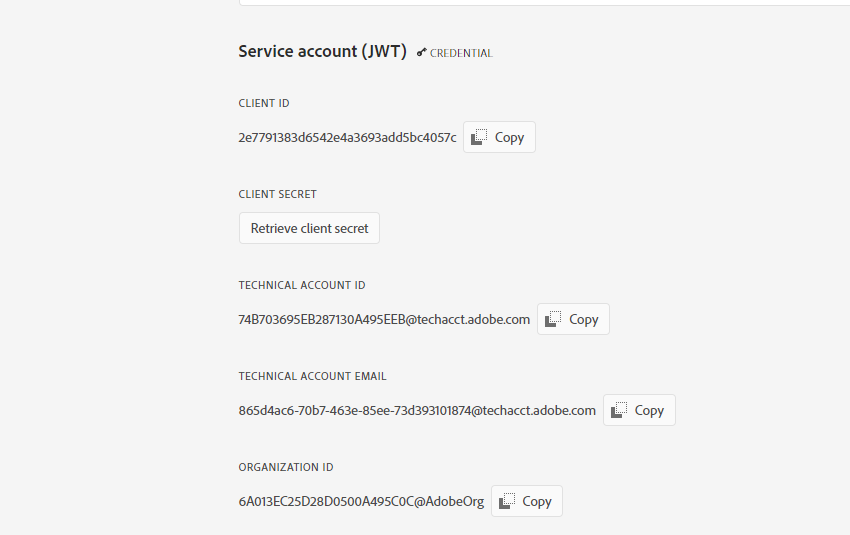 Service account (JWT) CREDENTIAL
CLIENT ID
2e7791383d6542e4a3693add5bc4057c Copy
CLIENT SECRET
Retrieve client secret
TECHNICAL ACCOUNT ID
74B703695EB287130A495EEB@techacct.adobe.com Copy
TECHNICAL ACCOUNT EMAIL
865d4ac6-70b7-463e-85ee-73d393101874@techacct.adobe.com Copy
ORGANIZATION ID
6A013EC25D28D0500A495C0C@AdobeOrg Copy